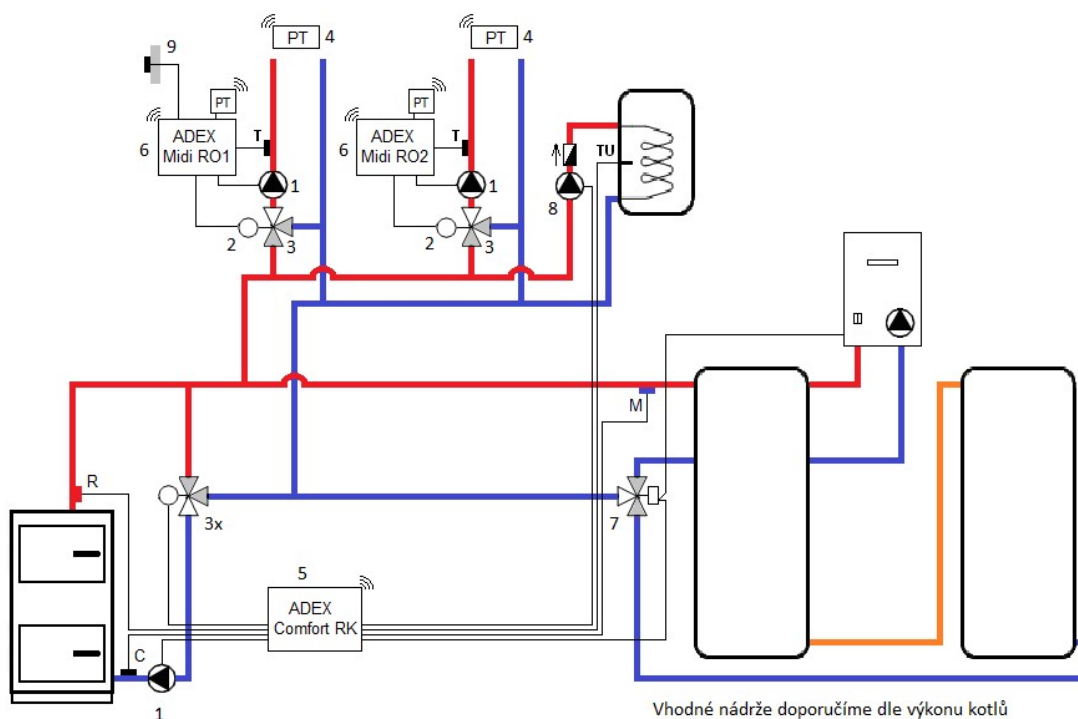 PT 4 PT 4
9
PT PT
ADEX
Midi RO1
ADEX
Midi RO2
6 T 6 T TU
1 1 8
2 3 2 3
M
R
3x 7
5
ADEX
Comfort RK
C
1
Vhodné nádrže doporučíme dle výkonu kotlů